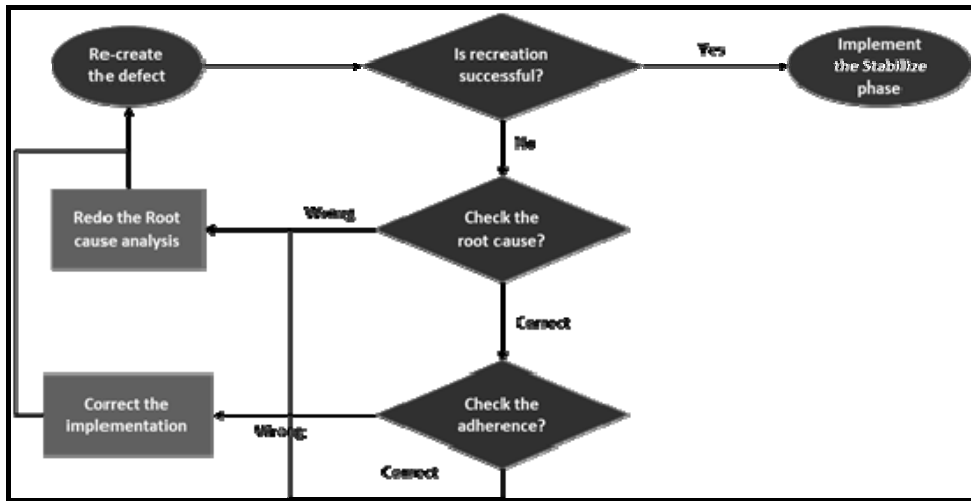 Re-create
the defect
Is recreation
successful?
Yes
Implement
the Stabilize
phase
No
Redo the Root
cause analysis
Wrong
Check the
root cause?
Correct
Correct the
implementation
Wrong
Check the
adherence?
Correct